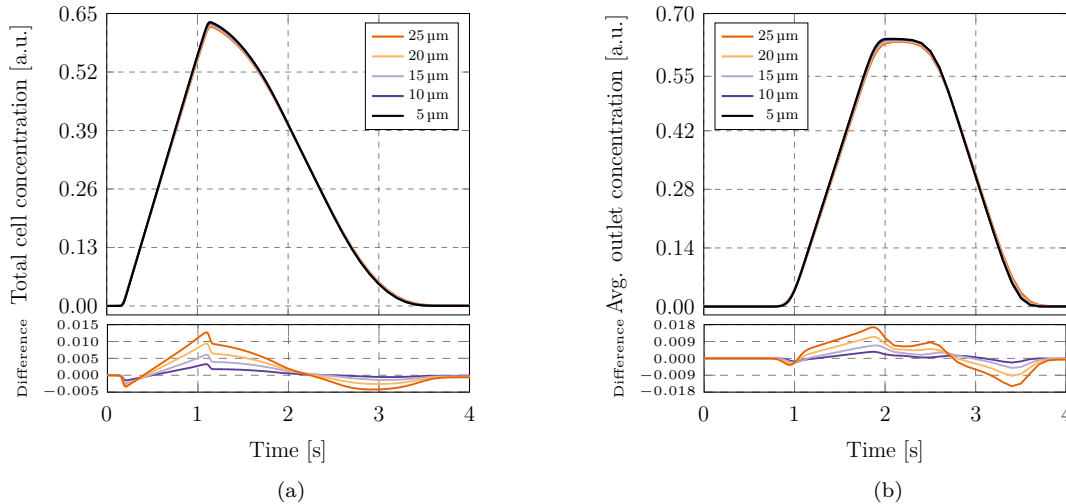 Total cell concentration [a.u.]
0.65
0.52
0.39
0.26
0.13
0.00
25 µm
20 µm
15 µm
10 µm
5 µm
Difference
0.015
0.010
0.005
0.000
−0.005
0
1
2
3
4
Time [s]
(a)
Avg. outlet concentration [a.u.]
0.70
0.55
0.42
0.28
0.14
0.00
25 µm
20 µm
15 µm
10 µm
5 µm
Difference
0.018
0.009
0.000
−0.009
−0.018
0
1
2
3
4
Time [s]
(b)